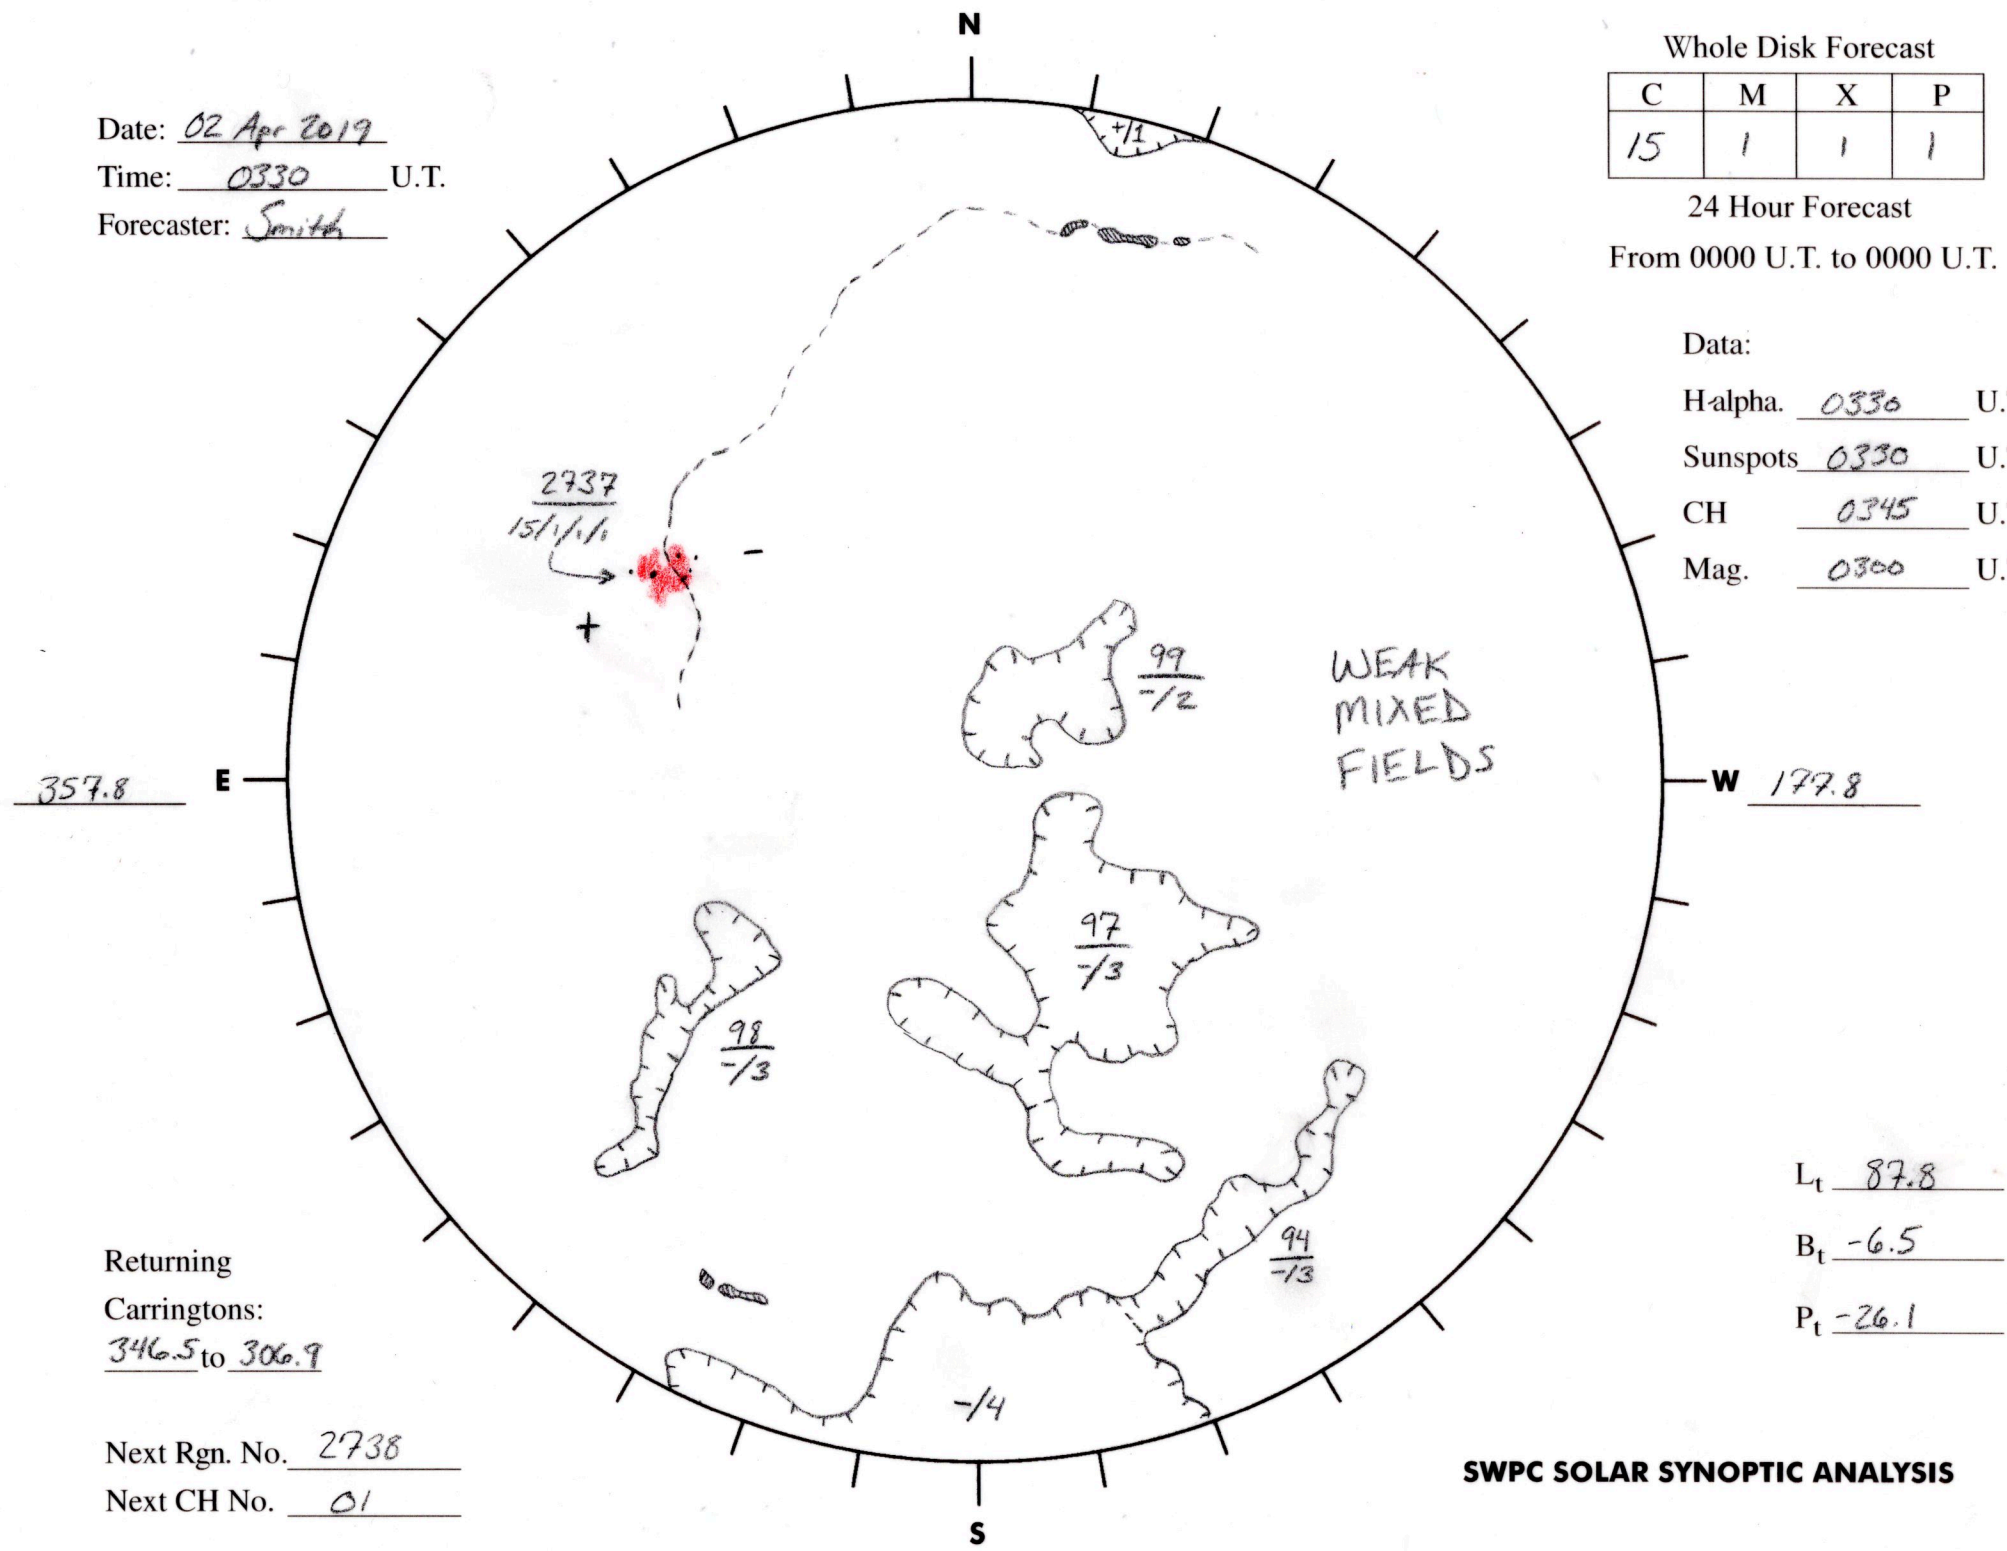 N
Date: 02 Apr 2019
Time: 0330 U.T.
Forecaster: Smith
Whole Disk Forecast
C M X P
15 1 1 1
24 Hour Forecast
From 0000 U.T. to 0000 U.T.
+/1
Data:
H-alpha. 0330 U.
Sunspots 0330 U.
CH 0345 U.
Mag. 0300 U.
2737
15/1/1/1
-
+
99
-/2
WEAK
MIXED
FIELDS
357.8 E
W 177.8
97
-/3
98
-/3
94
-/3
-/4
Lt 87.8
Bt -6.5
Pt -26.1
Returning
Carringtons:
346.5 to 306.9
Next Rgn. No. 2738
Next CH No. 01
SWPC SOLAR SYNOPTIC ANALYSIS
S